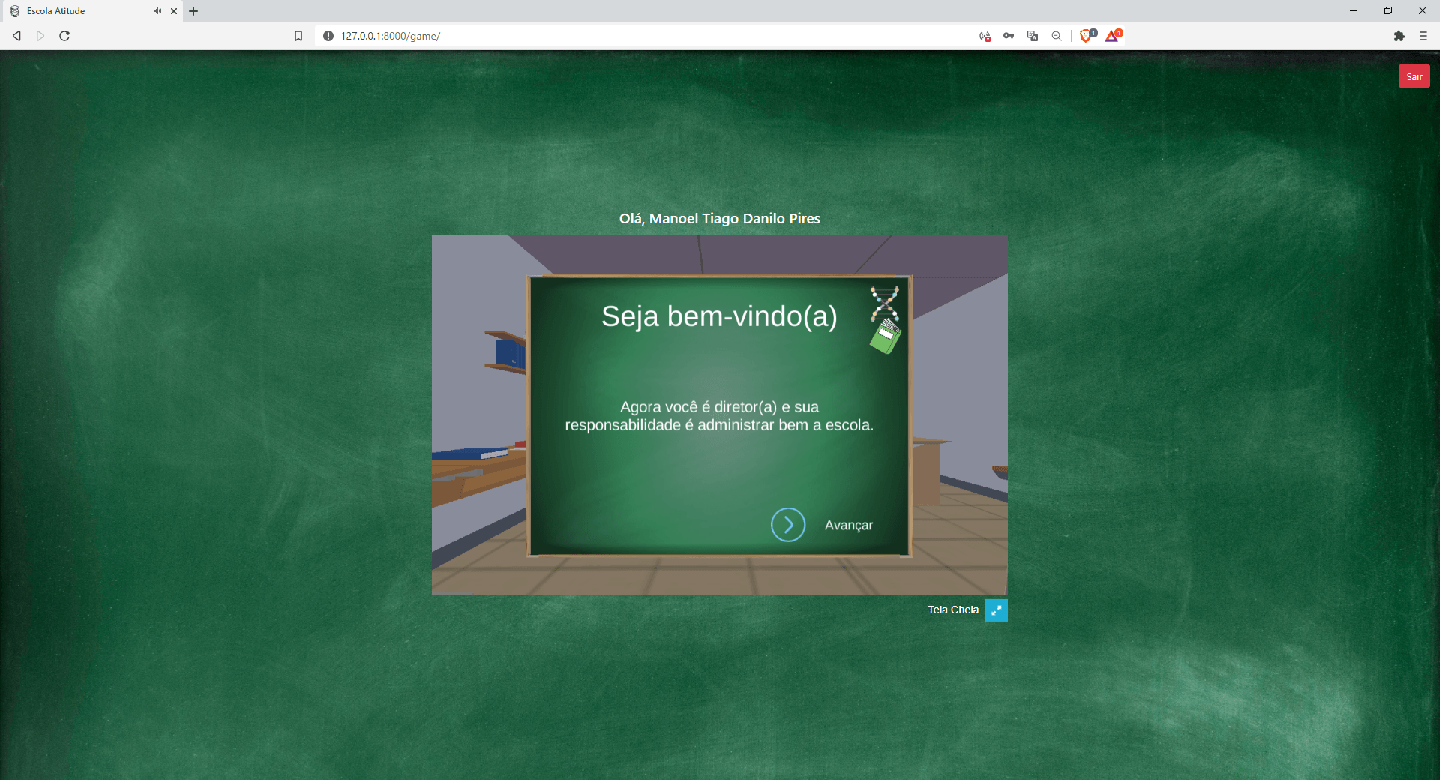 Escola Atitude
127.0.0.1:8000/game/
Sair
Olá, Manoel Tiago Danilo Pires
Seja bem-vindo(a)
Agora você é diretor(a) e sua
responsabilidade é administrar bem a escola.
Avançar
Tela Cheia